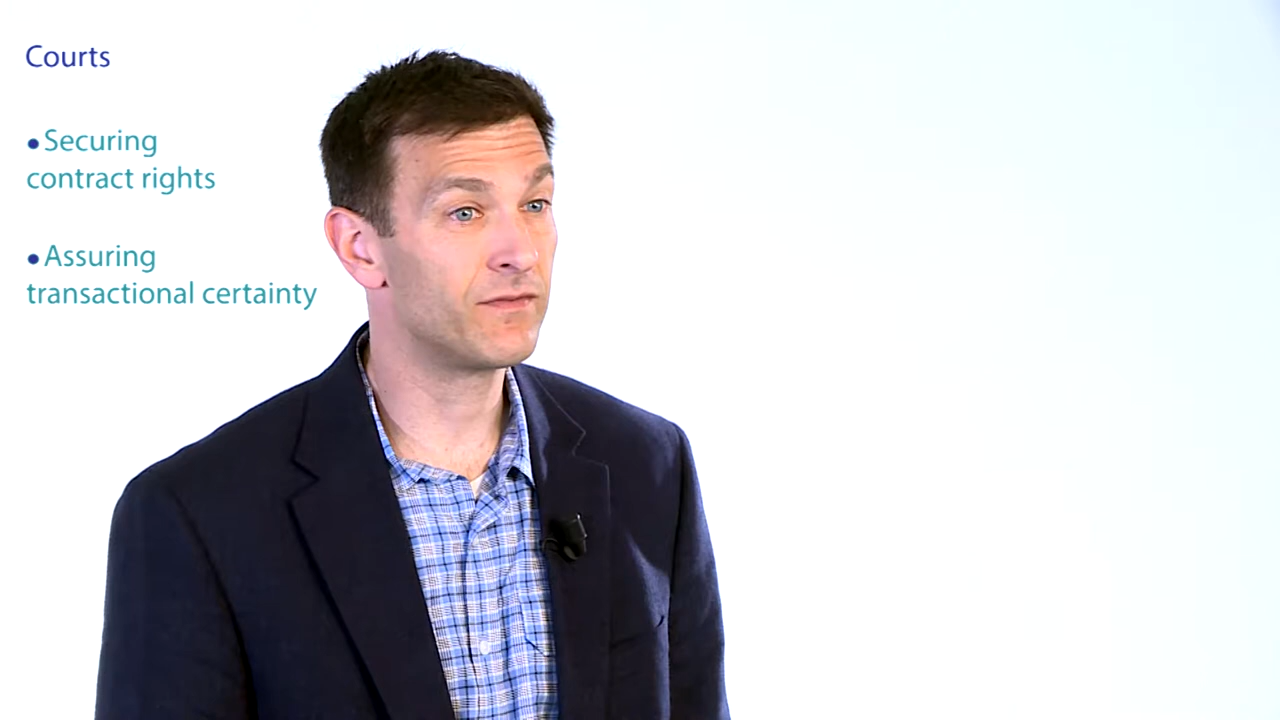 Courts
• Securing
contract rights
• Assuring
transactional certainty